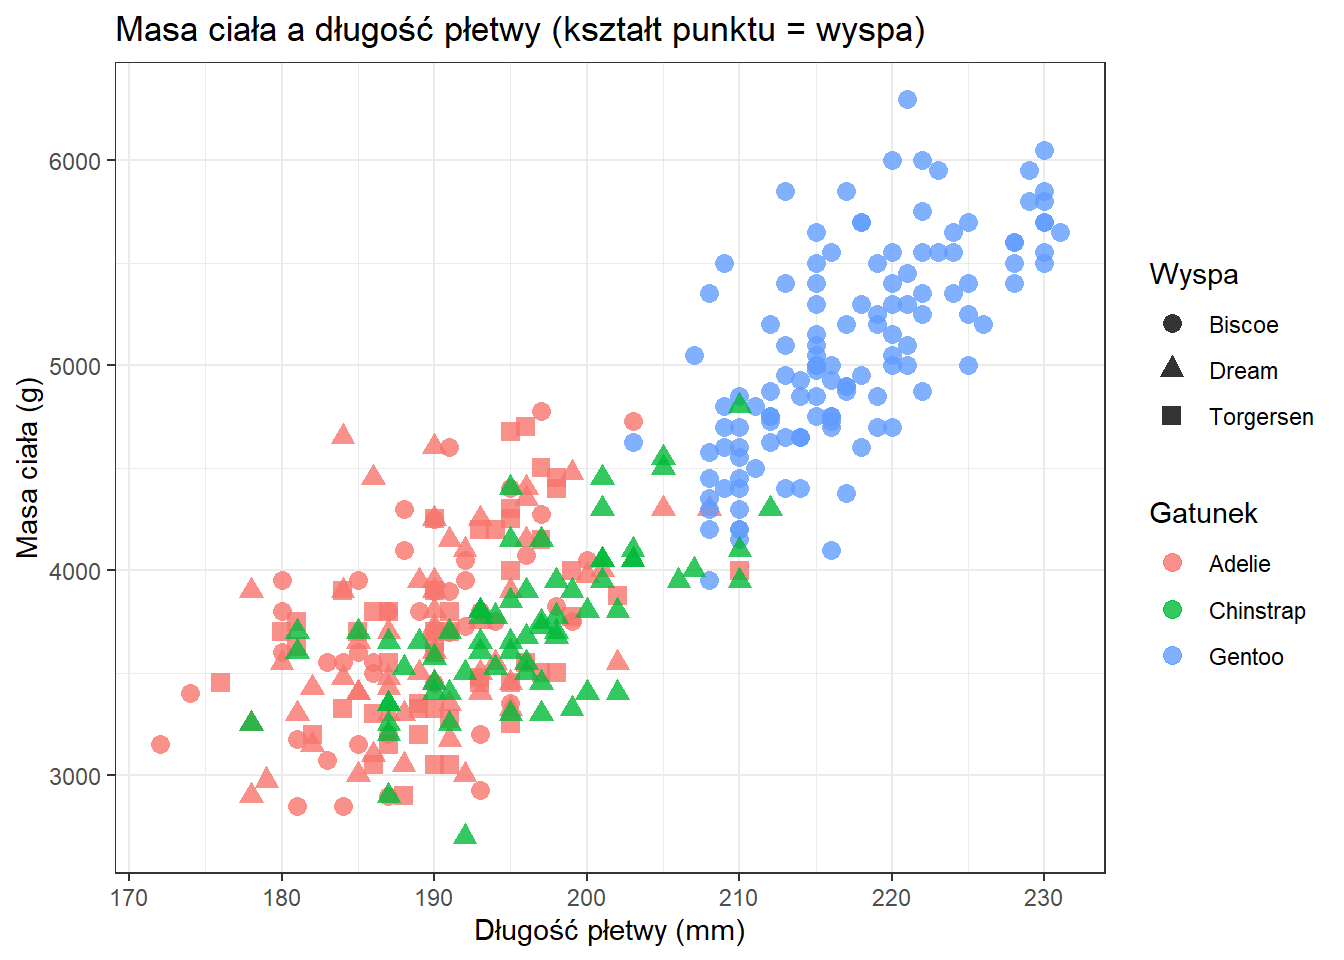 Masa ciała a długość płetwy (kształt punktu = wyspa)
Masa ciała (g)
6000
5000
4000
3000
170 180 190 200 210 220 230
Długość płetwy (mm)
Wyspa
Biscoe
Dream
Torgersen
Gatunek
Adelie
Chinstrap
Gentoo